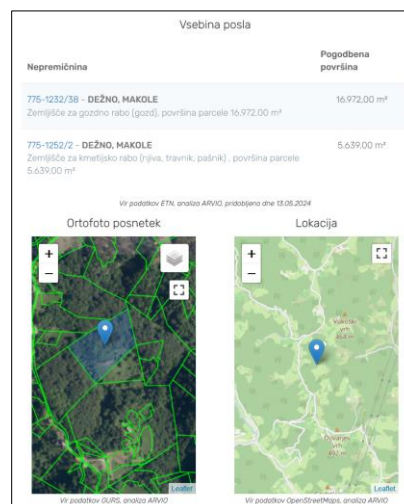 Vsebina posla
Nepremičnina
Pogodbena
površina
775-1232/38 - DEŽNO, MAKOLE
16.972,00 m²
Zemljišče za gozdno rabo (gozd), površina parcele 16.972,00 m²
775-1252/2 - DEŽNO, MAKOLE
5.639,00 m²
Zemljišče za kmetijsko rabo (njiva, travnik, pašnik) , površina parcele
5.639,00 m²
Vir podatkov ETN, analiza ARVIO, pridobljeno dne 13.05.2024
Ortofoto posnetek
Lokacija
+
−
+
−
vrh
vrh
Leaflet
Leaflet
Vir podatkov GURS, analiza ARVIO
Vir podatkov OpenStreetMaps, analiza ARVIO